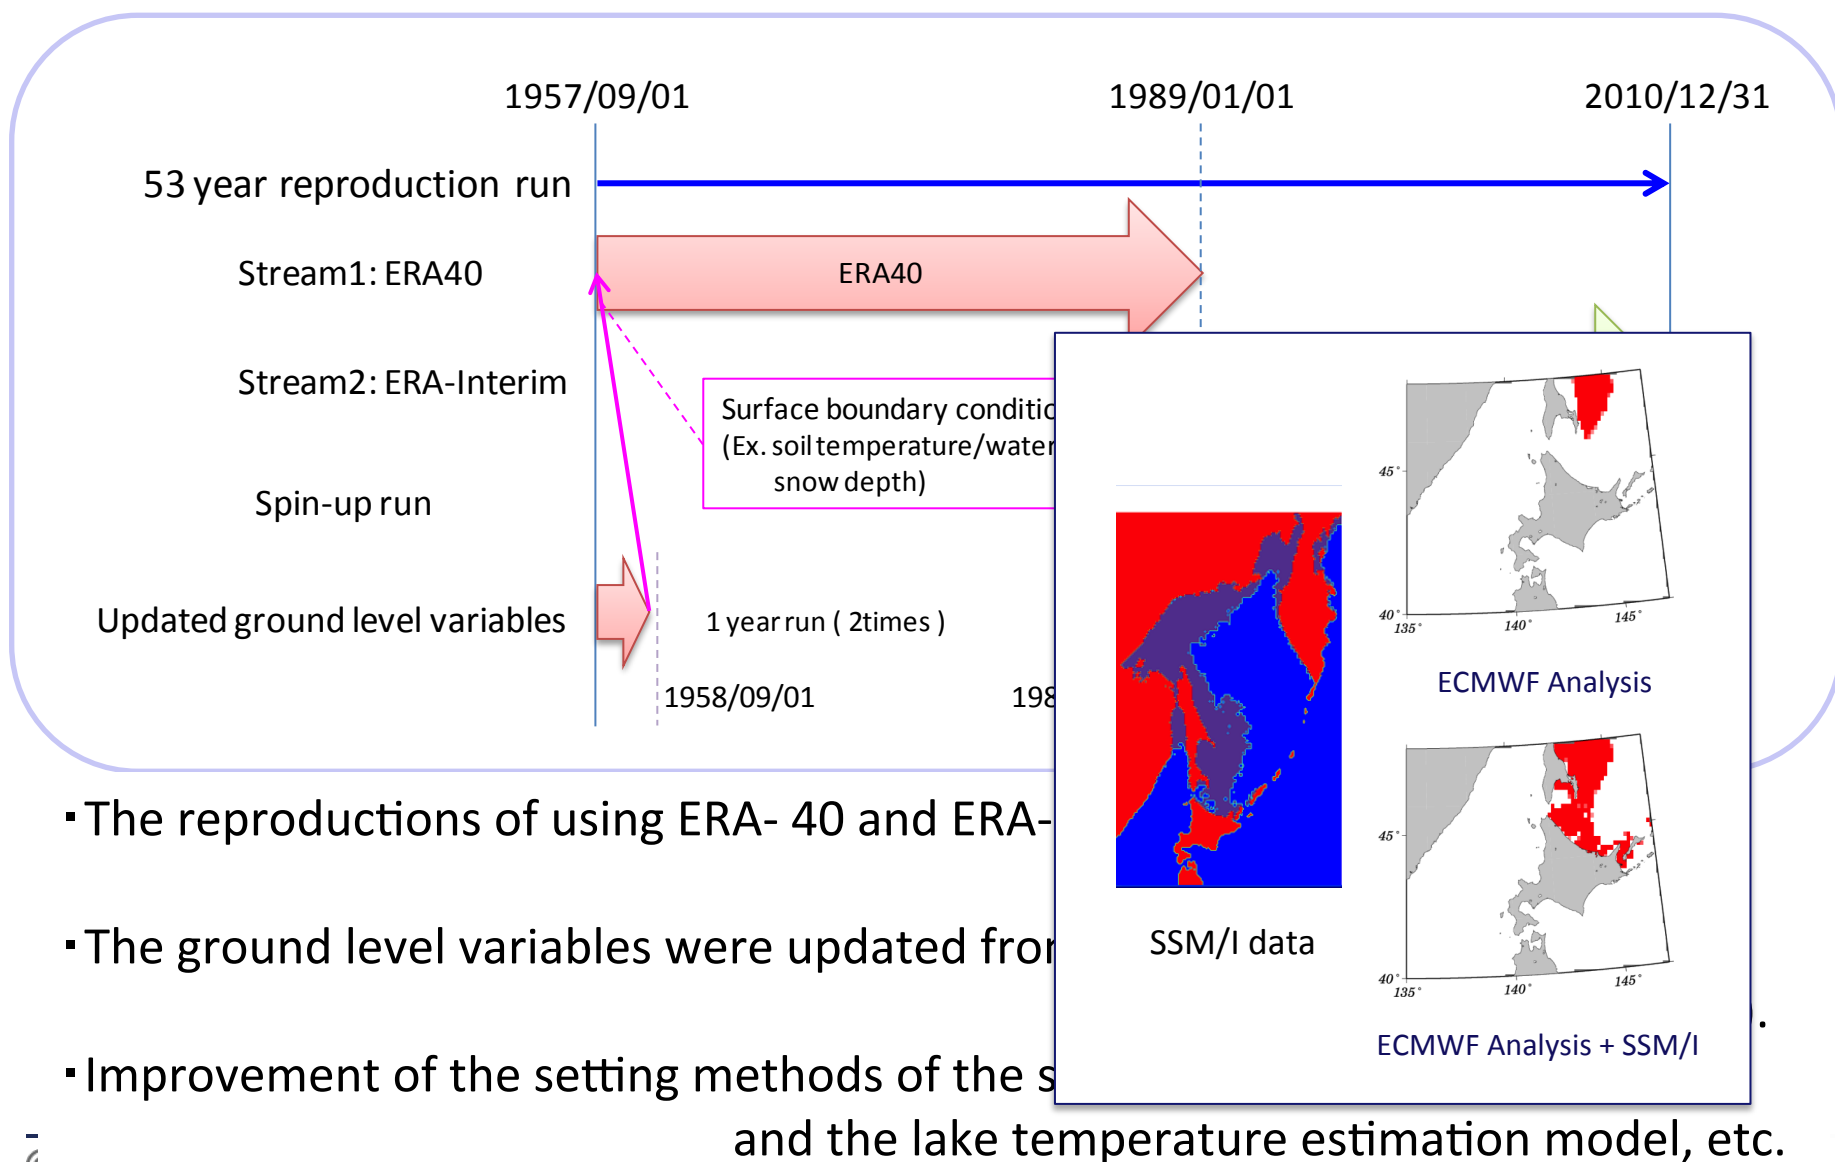 1957/09/01 1989/01/01 2010/12/31
53 year reproduction run
Stream1: ERA40
ERA40
Stream2: ERA-Interim
Surface boundary conditio
(Ex. soil temperature/water
snow depth)
Spin-up run
Updated ground level variables
1 year run ( 2times )
1958/09/01
198
45°
40°
135°
140°
145°
ECMWF Analysis
SSM/I data
45°
40°
135°
140°
145°
ECMWF Analysis + SSM/I
・The reproductions of using ERA- 40 and ERA-
・The ground level variables were updated fro
.
・Improvement of the setting methods of the s
and the lake temperature estimation model, etc.